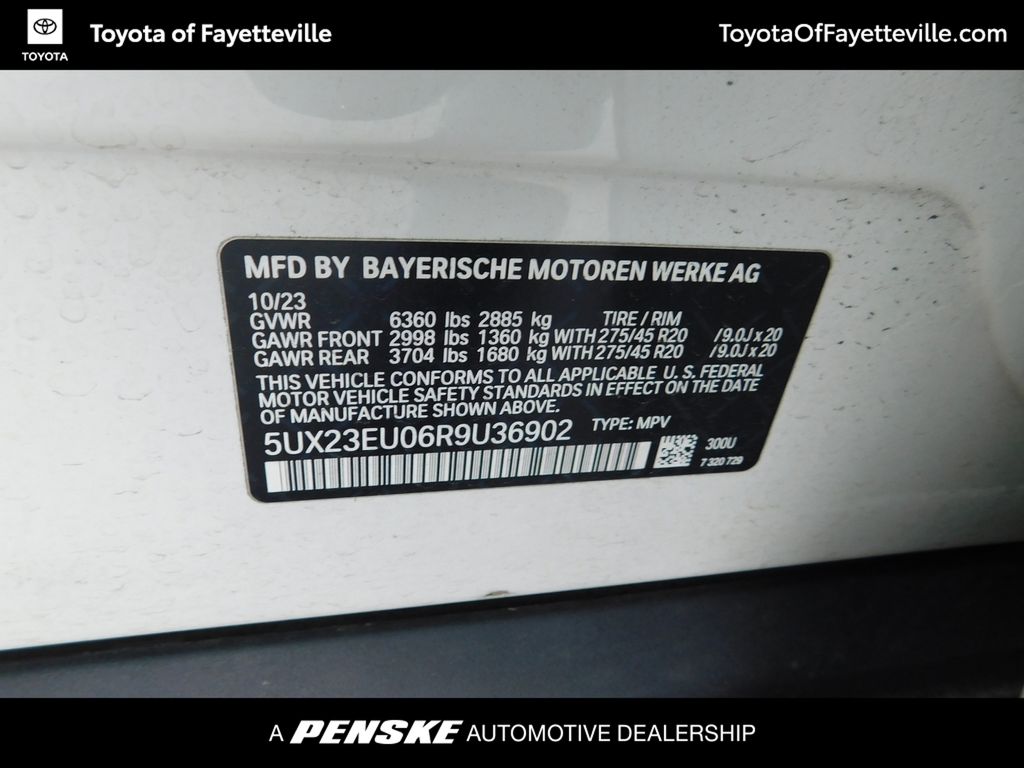 TOYOTA
Toyota of Fayetteville
ToyotaOfFayetteville.com
MFD BY BAYERISCHE MOTOREN WERKE AG
10/23
GVWR 6360 lbs 2885 kg TIRE / RIM
GAWR FRONT 2998 lbs 1360 kg WITH 275/45 R20 / 9.0J x 20
GAWR REAR 3704 lbs 1680 kg WITH 275/45 R20 / 9.0J x 20
THIS VEHICLE CONFORMS TO ALL APPLICABLE U. S. FEDERAL
MOTOR VEHICLE SAFETY STANDARDS IN EFFECT ON THE DATE
OF MANUFACTURE SHOWN ABOVE.
5UX23EU06R9U36902 TYPE: MPV
300U
7 320 729
A PENSKE AUTOMOTIVE DEALERSHIP